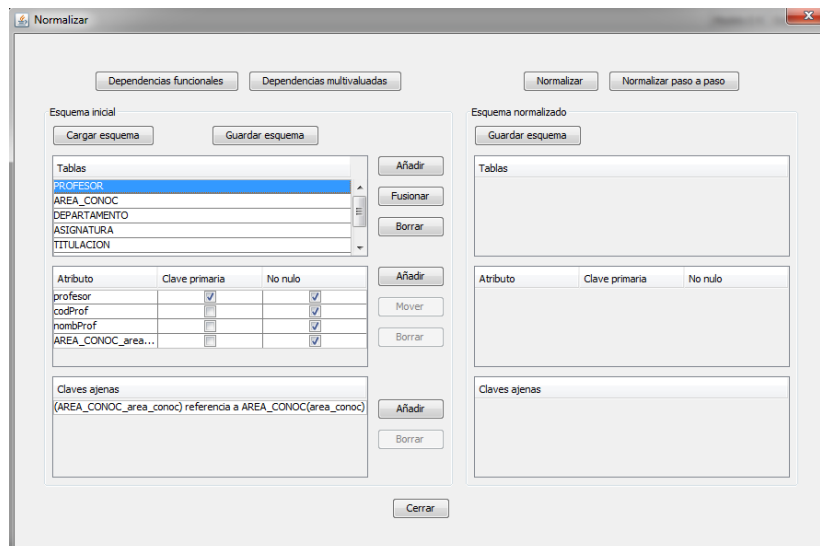 Normalizar
Dependencias funcionales Dependencias multivaluadas Normalizar Normalizar paso a paso
Esquema inicial
Cargar esquema Guardar esquema
Tablas
PROFESOR
AREA_CONOC
DEPARTAMENTO
ASIGNATURA
TITULACION
Añadir
Fusionar
Borrar
Atributo Clave primaria No nulo
profesor
codProf
nombProf
AREA_CONOC_area...
Añadir
Mover
Borrar
Claves ajenas
(AREA_CONOC_area_conoc) referencia a AREA_CONOC(area_conoc)
Añadir
Borrar
Esquema normalizado
Guardar esquema
Tablas
Atributo Clave primaria No nulo
Claves ajenas
Cerrar